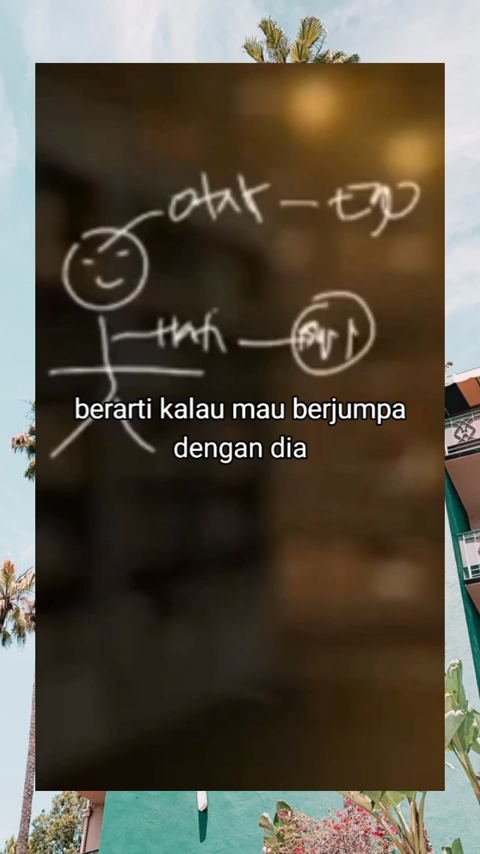 otak — ego
hati —
berarti kalau mau berjumpa
dengan dia